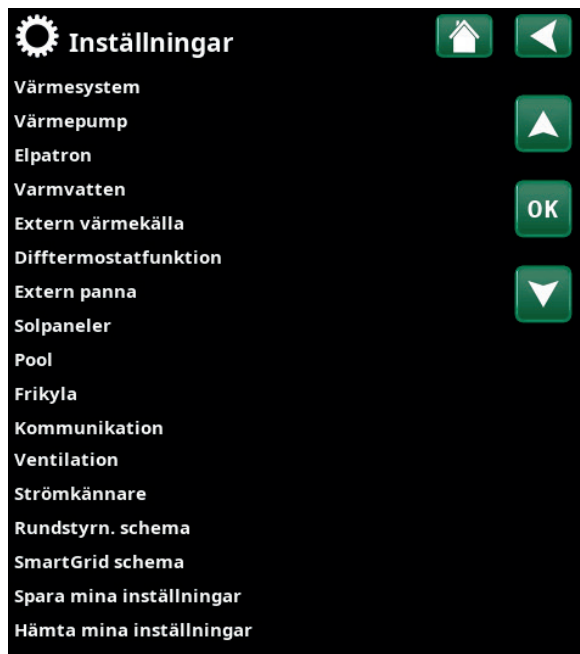 Inställningar
Värmesystem
Värmepump
Elpatron
Varmvatten
Extern värmekälla
Difftermostatfunktion
Extern panna
Solpaneler
Pool
Frikyla
Kommunikation
Ventilation
Strömkännare
Rundstyrn. schema
SmartGrid schema
Spara mina inställningar
Hämta mina inställningar
OK